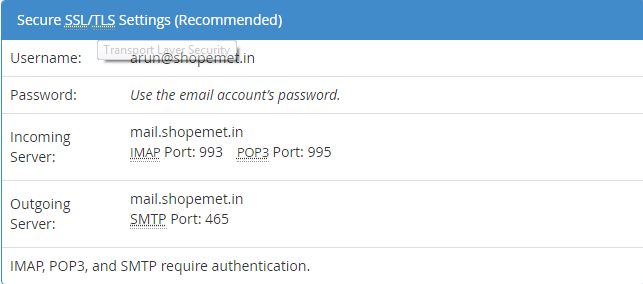 Secure SSL/TLS Settings (Recommended)
Transport Layer Security
Username: arun@shopemet.in
Password: Use the email account's password.
Incoming Server: mail.shopemet.in
IMAP Port: 993 POP3 Port: 995
Outgoing Server: mail.shopemet.in
SMTP Port: 465
IMAP, POP3, and SMTP require authentication.